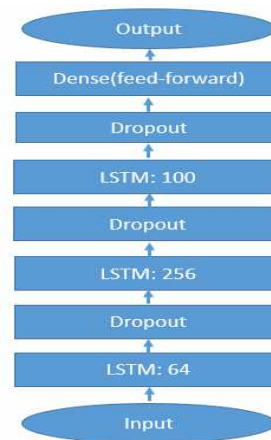 Output
Dense(feed-forward)
Dropout
LSTM: 100
Dropout
LSTM: 256
Dropout
LSTM: 64
Input